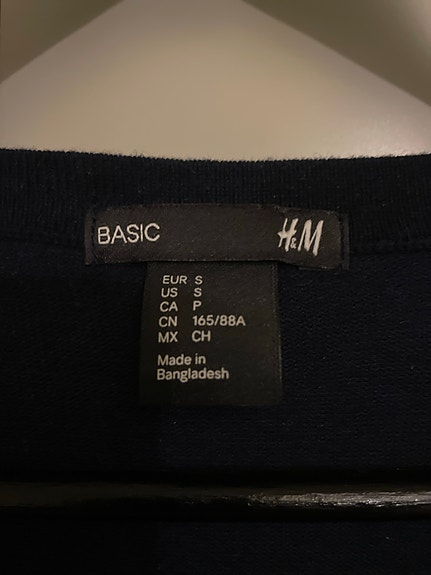 BASIC H&M
EUR S
US S
CA P
CN 165/88A
MX CH
Made in
Bangladesh